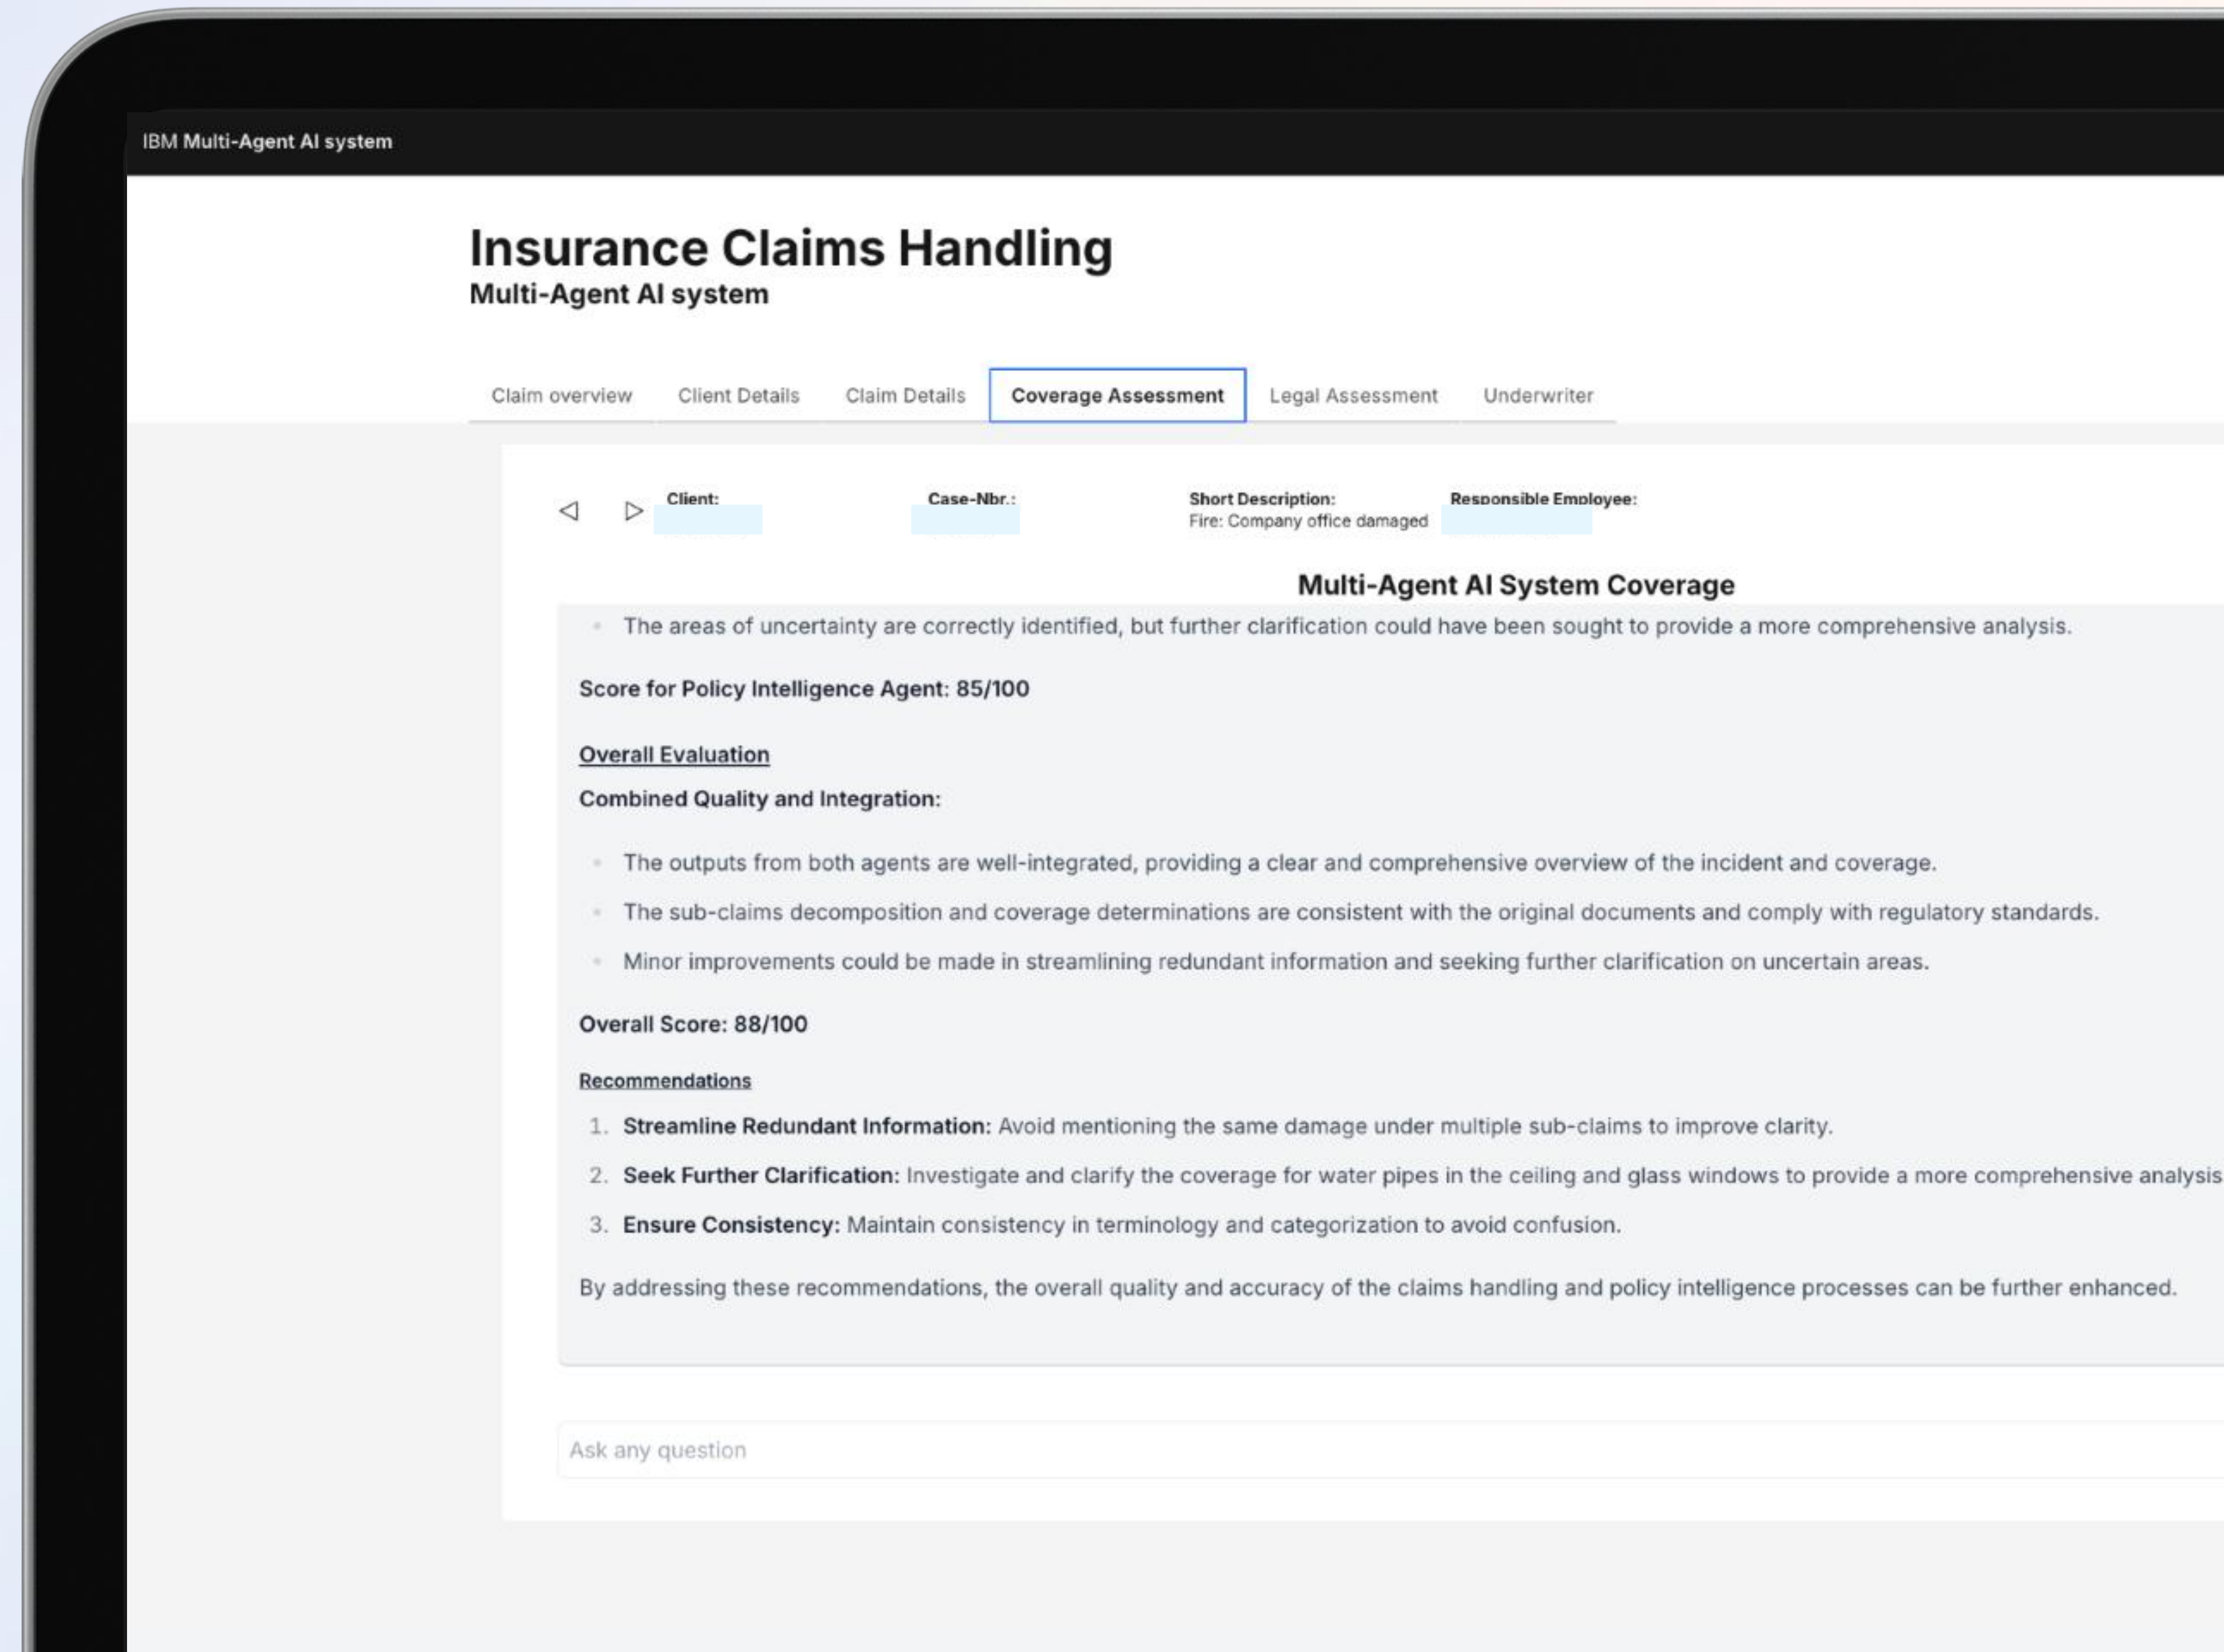 IBM Multi-Agent AI system
Insurance Claims Handling
Multi-Agent AI system
Claim overview Client Details Claim Details Coverage Assessment Legal Assessment Underwriter
Client: Case-Nbr.: Short Description: Responsible Employee:
Fire: Company office damaged
Multi-Agent AI System Coverage
The areas of uncertainty are correctly identified, but further clarification could have been sought to provide a more comprehensive analysis.
Score for Policy Intelligence Agent: 85/100
Overall Evaluation
Combined Quality and Integration:
The outputs from both agents are well-integrated, providing a clear and comprehensive overview of the incident and coverage.
The sub-claims decomposition and coverage determinations are consistent with the original documents and comply with regulatory standards.
Minor improvements could be made in streamlining redundant information and seeking further clarification on uncertain areas.
Overall Score: 88/100
Recommendations
1. Streamline Redundant Information: Avoid mentioning the same damage under multiple sub-claims to improve clarity.
2. Seek Further Clarification: Investigate and clarify the coverage for water pipes in the ceiling and glass windows to provide a more comprehensive analysis
3. Ensure Consistency: Maintain consistency in terminology and categorization to avoid confusion.
By addressing these recommendations, the overall quality and accuracy of the claims handling and policy intelligence processes can be further enhanced.
Ask any question